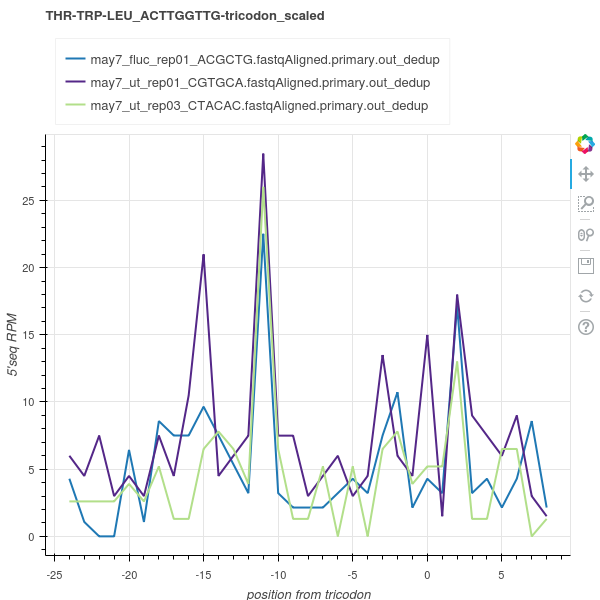 THR-TRP-LEU_ACTTGGTTG-tricodon_scaled
may7_fluc_rep01_ACGCTG.fastqAligned.primary.out_dedup
may7_ut_rep01_CGTGCA.fastqAligned.primary.out_dedup
may7_ut_rep03_CTACAC.fastqAligned.primary.out_dedup
25
20
15
10
5
0
5'seq RPM
-25 -20 -15 -10 -5 0 5
position from tricodon